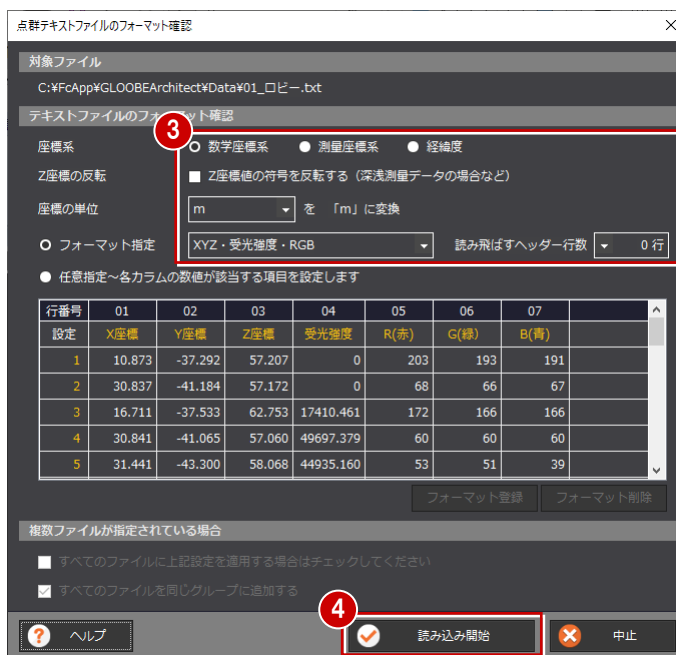 点群テキストファイルのフォーマット確認
対象ファイル
C:¥FcApp¥GLOOBEArchitect¥Data¥01_ロビー.txt
テキストファイルのフォーマット確認
3
座標系 数学座標系 測量座標系 経緯度
Z座標の反転 Z座標値の符号を反転する（深浅測量データの場合など）
座標の単位 m を 「m」に変換
フォーマット指定 XYZ・受光強度・RGB 読み飛ばすヘッダー行数 0 行
任意指定～各カラムの数値が該当する項目を設定します
行番号 01 02 03 04 05 06 07
設定 X座標 Y座標 Z座標 受光強度 R(赤) G(緑) B(青)
1 10.873 -37.292 57.207 0 203 193 191
2 30.837 -41.184 57.172 0 68 66 67
3 16.711 -37.533 62.753 17410.461 172 166 166
4 30.841 -41.065 57.060 49697.379 60 60 60
5 31.441 -43.300 58.068 44935.160 53 51 39
フォーマット登録 フォーマット削除
複数ファイルが指定されている場合
すべてのファイルに上記設定を適用する場合はチェックしてください
すべてのファイルを同じグループに追加する
4
ヘルプ 読み込み開始 中止